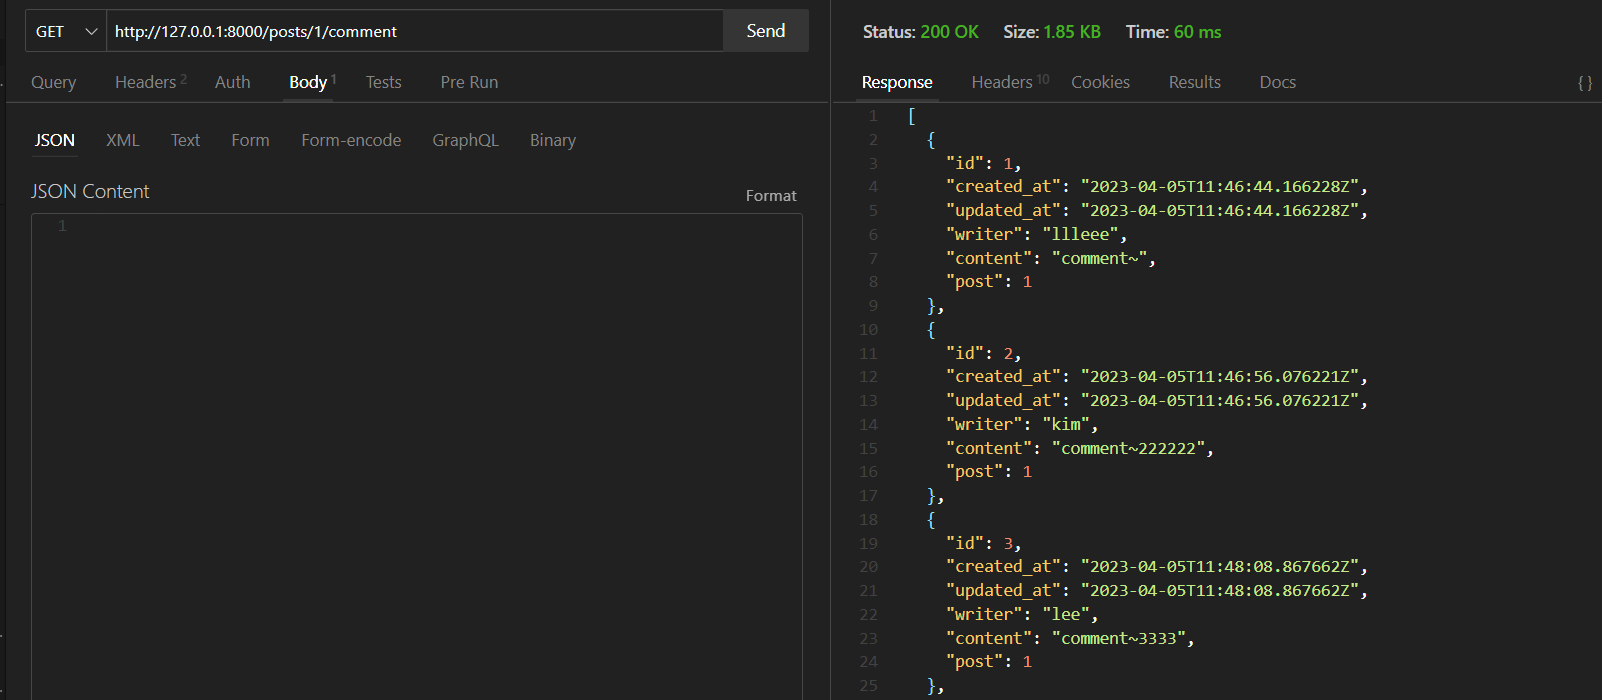 GET http://127.0.0.1:8000/posts/1/comment Send
Query Headers 2 Auth Body 1 Tests Pre Run
JSON XML Text Form Form-encode GraphQL Binary
JSON Content
Format
1
Status: 200 OK Size: 1.85 KB Time: 60 ms
Response Headers 10 Cookies Results Docs {}
1 [
2 {
3 "id": 1,
4 "created_at": "2023-04-05T11:46:44.166228Z",
5 "updated_at": "2023-04-05T11:46:44.166228Z",
6 "writer": "llleee",
7 "content": "comment~",
8 "post": 1
9 },
10 {
11 "id": 2,
12 "created_at": "2023-04-05T11:46:56.076221Z",
13 "updated_at": "2023-04-05T11:46:56.076221Z",
14 "writer": "kim",
15 "content": "comment~222222",
16 "post": 1
17 },
18 {
19 "id": 3,
20 "created_at": "2023-04-05T11:48:08.867662Z",
21 "updated_at": "2023-04-05T11:48:08.867662Z",
22 "writer": "lee",
23 "content": "comment~3333",
24 "post": 1
25 },